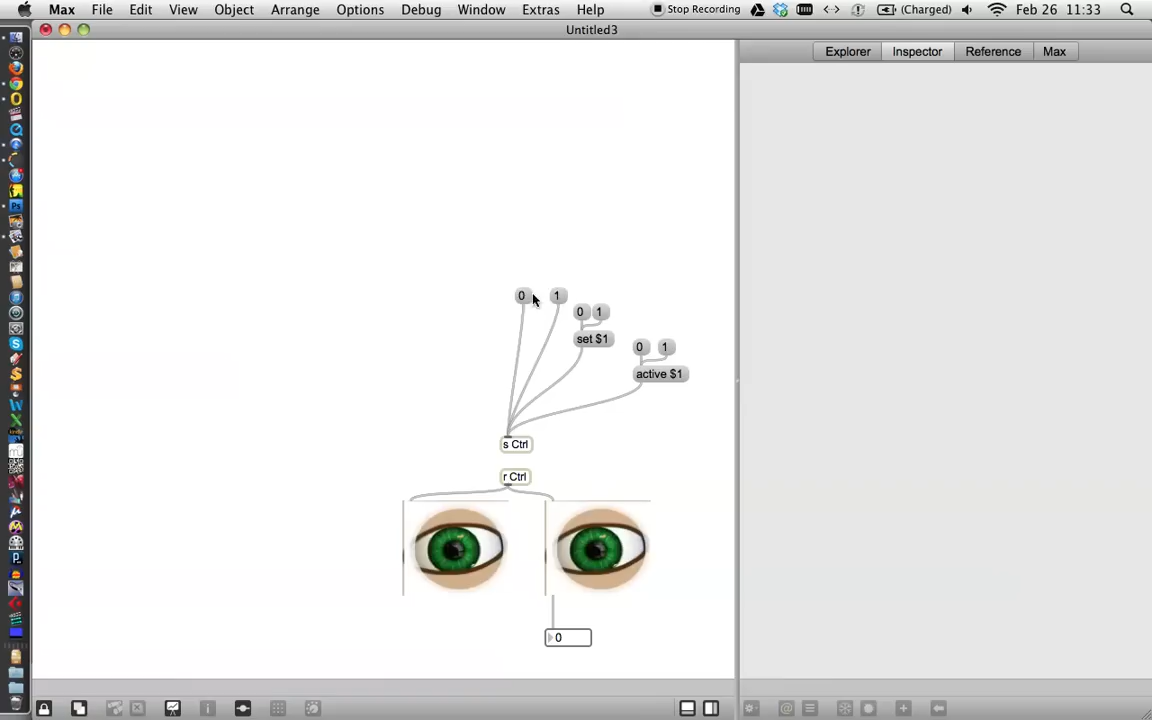 Max File Edit View Object Arrange Options Debug Window Extras Help Stop Recording (Charged) Feb 26 11:33
Untitled3
Explorer Inspector Reference Max
0 1
0 1
set $1
0 1
active $1
s Ctrl
r Ctrl
0